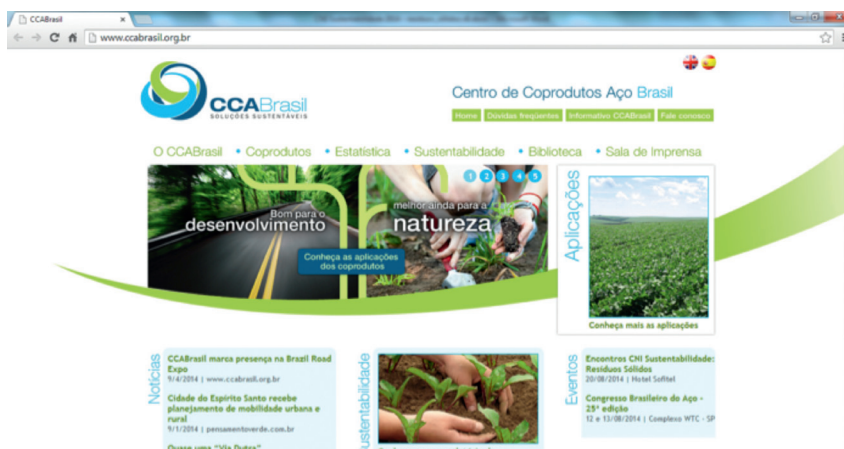 CCABrasil
www.ccabrasil.org.br
CCABrasil
SOLUÇÕES SUSTENTÁVEIS
Centro de Coprodutos Aço Brasil
Home Dúvidas freqüentes Informativo CCABrasil Fale conosco
O CCABrasil • Coprodutos • Estatística • Sustentabilidade • Biblioteca • Sala de Imprensa
1 2 3 4 5
Bom para o
desenvolvimento
melhor ainda para a
natureza
Conheça as aplicações
dos coprodutos
Aplicações
Conheça mais as aplicações
Notícias
CCABrasil marca presença na Brazil Road
Expo
9/4/2014 | www.ccabrasil.org.br
Cidade do Espírito Santo recebe
planejamento de mobilidade urbana e
rural
9/1/2014 | pensamentoverde.com.br
Quase uma "Via Dutra"
ustentabilidade
Eventos
Encontros CNI Sustentabilidade:
Resíduos Sólidos
20/08/2014 | Hotel Sofitel
Congresso Brasileiro do Aço -
25ª edição
12 e 13/08/2014 | Complexo WTC - SP